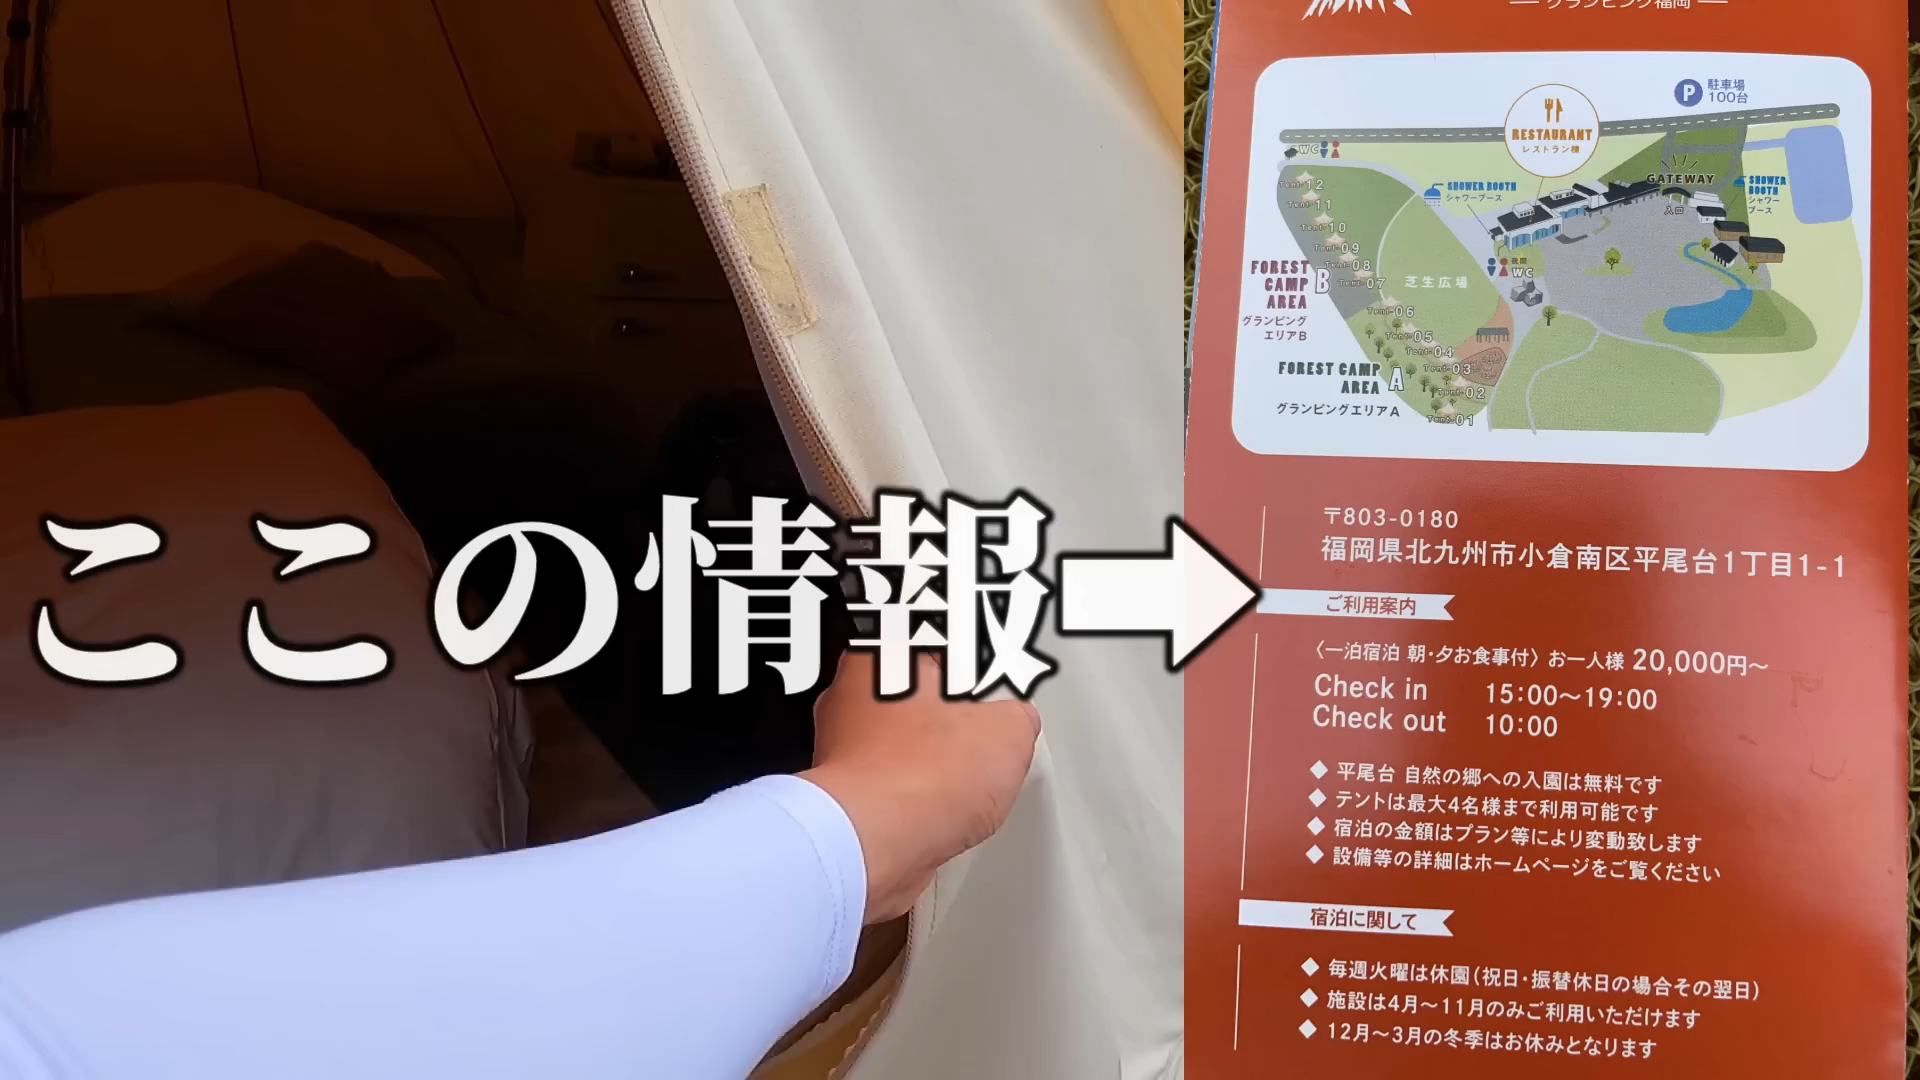 ここの情報➡
グランピング福岡
P 駐車場
100台
RESTAURANT
レストラン棟
WC
SHOWER BOOTH
シャワーブース
GATEWAY
入口
SHOWER
BOOTH
シャワー
ブース
Tent-12
Tent-11
Tent-10
Tent-09
Tent-08
Tent-07
Tent-06
Tent-05
Tent-04
Tent-03
Tent-02
Tent-01
夜間
WC
芝生広場
FOREST
CAMP
AREA
B
グランピング
エリアB
FOREST CAMP
AREA
A
グランピングエリアA
〒803-0180
福岡県北九州市小倉南区平尾台1丁目1-1
ご利用案内
〈一泊宿泊 朝・夕お食事付〉お一人様 20,000円〜
Check in 15:00〜19:00
Check out 10:00
◆ 平尾台 自然の郷への入園は無料です
◆ テントは最大4名様まで利用可能です
◆ 宿泊の金額はプラン等により変動致します
◆ 設備等の詳細はホームページをご覧ください
宿泊に関して
◆ 毎週火曜は休園(祝日・振替休日の場合その翌日)
◆ 施設は4月〜11月のみご利用いただけます
◆ 12月〜3月の冬季はお休みとなります